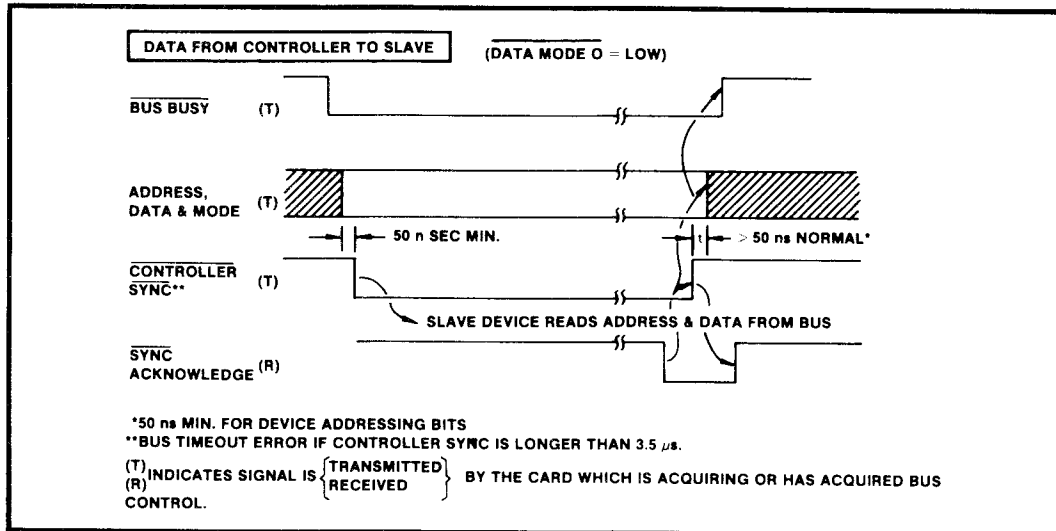 DATA FROM CONTROLLER TO SLAVE (DATA MODE O = LOW)
BUS BUSY (T)
ADDRESS,
DATA & MODE (T)
50 n SEC MIN.
t > 50 ns NORMAL*
CONTROLLER
SYNC** (T)
SLAVE DEVICE READS ADDRESS & DATA FROM BUS
SYNC
ACKNOWLEDGE (R)
*50 ns MIN. FOR DEVICE ADDRESSING BITS
**BUS TIMEOUT ERROR IF CONTROLLER SYNC IS LONGER THAN 3.5 μs.
(T) TRANSMITTED
(R) INDICATES SIGNAL IS { RECEIVED } BY THE CARD WHICH IS ACQUIRING OR HAS ACQUIRED BUS
CONTROL.